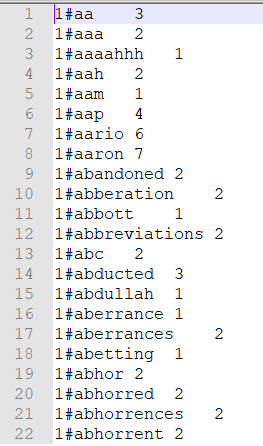 1 1#aa 3
2 1#aaa 2
3 1#aaaahhh 1
4 1#aah 2
5 1#aam 1
6 1#aap 4
7 1#aario 6
8 1#aaron 7
9 1#abandoned 2
10 1#abberation 2
11 1#abbott 1
12 1#abbreviations 2
13 1#abc 2
14 1#abducted 3
15 1#abdullah 1
16 1#aberrance 1
17 1#aberrances 2
18 1#abetting 1
19 1#abhor 2
20 1#abhorred 2
21 1#abhorrences 2
22 1#abhorrent 2